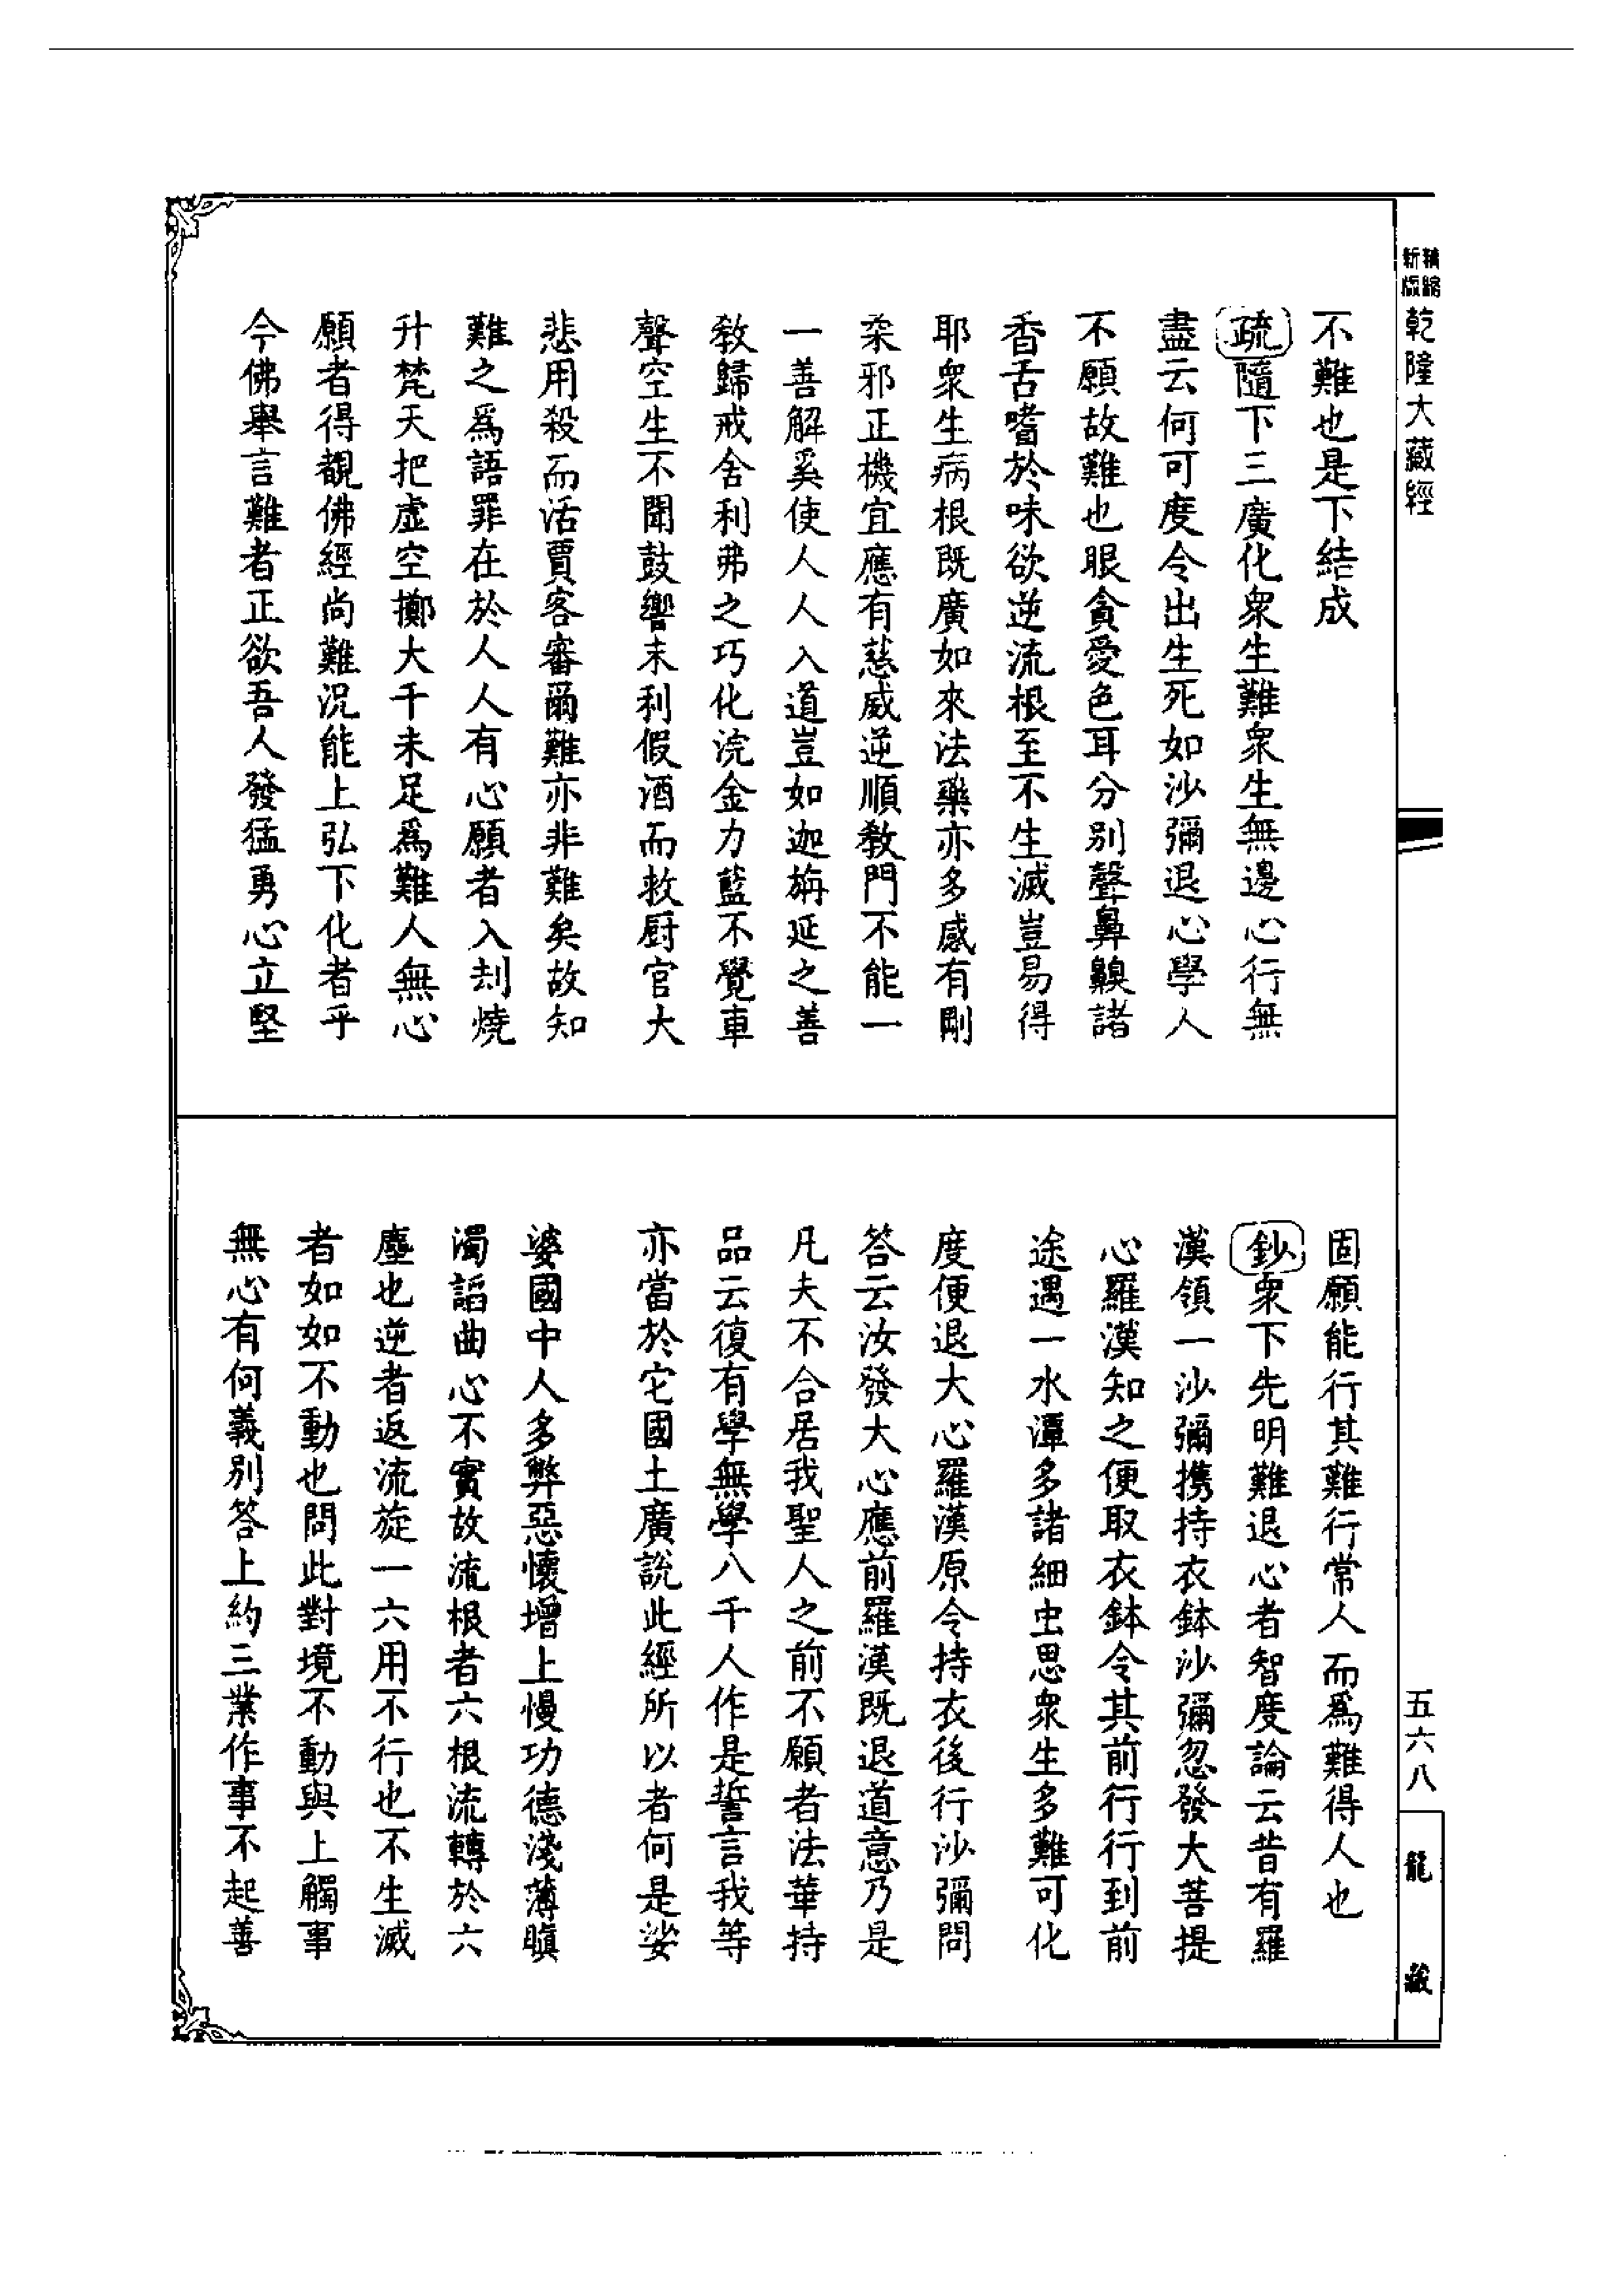 精縮新版乾隆大藏經
不難也是下結成
疏隨下三廣化衆生難衆生無邊心行無
盡云何可度令出生死如沙彌退心學人
不願故難也眼貪愛色耳分别聲鼻齅諸
香舌嗜於味欲逆流根至不生滅豈易得
耶衆生病根既廣如來法藥亦多感有剛
柔邪正機宜應有慈威逆順教門不能一
一善解奚使人人入道豈如迦旃延之善
教歸戒舍利弗之巧化浣金力藍不覺車
聲空生不聞鼓響末利假酒而救厨官大
悲用殺而活賈客審爾難亦非難矣故知
難之爲語罪在於人人有心願者入刦燒
升梵天把虛空擲大千未足爲難人無心
願者得覩佛經尚難況能上弘下化者乎
今佛舉言難者正欲吾人發猛勇心立堅
固願能行其難行常人而爲難得人也
鈔衆下先明難退心者智度論云昔有羅
漢領一沙彌携持衣鉢沙彌忽發大菩提
心羅漢知之便取衣鉢令其前行行到前
途遇一水潭多諸細虫思衆生多難可化
度便退大心羅漢原令持衣後行沙彌問
答云汝發大心應前羅漢既退道意乃是
凡夫不合居我聖人之前不願者法華持
品云復有學無學八千人作是誓言我等
亦當於它國土廣說此經所以者何是娑
婆國中人多弊惡懷增上慢功德淺薄瞋
濁諂曲心不實故流根者六根流轉於六
塵也逆者返流旋一六用不行也不生滅
者如如不動也問此對境不動與上觸事
無心有何義别答上約三業作事不起善
五六八
龍藏